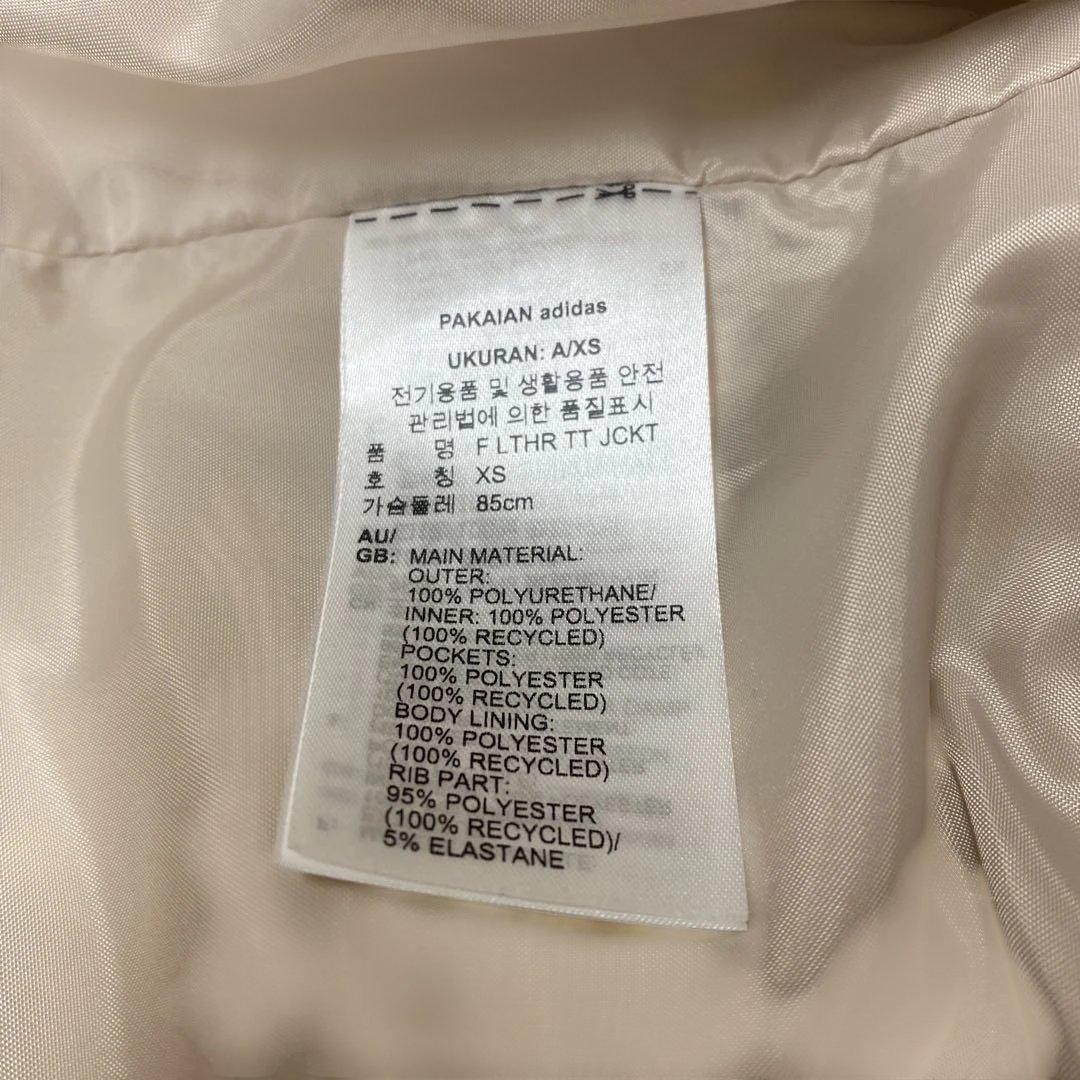 PAKAIAN adidas
UKURAN: A/XS
전기용품 및 생활용품 안전
관리법에 의한 품질표시
품 명 F LTHR TT JCKT
호 칭 XS
가슴둘레 85cm
AU/
GB: MAIN MATERIAL:
OUTER:
100% POLYURETHANE/
INNER: 100% POLYESTER
(100% RECYCLED)
POCKETS:
100% POLYESTER
(100% RECYCLED)
BODY LINING:
100% POLYESTER
(100% RECYCLED)
RIB PART:
95% POLYESTER
(100% RECYCLED)/
5% ELASTANE